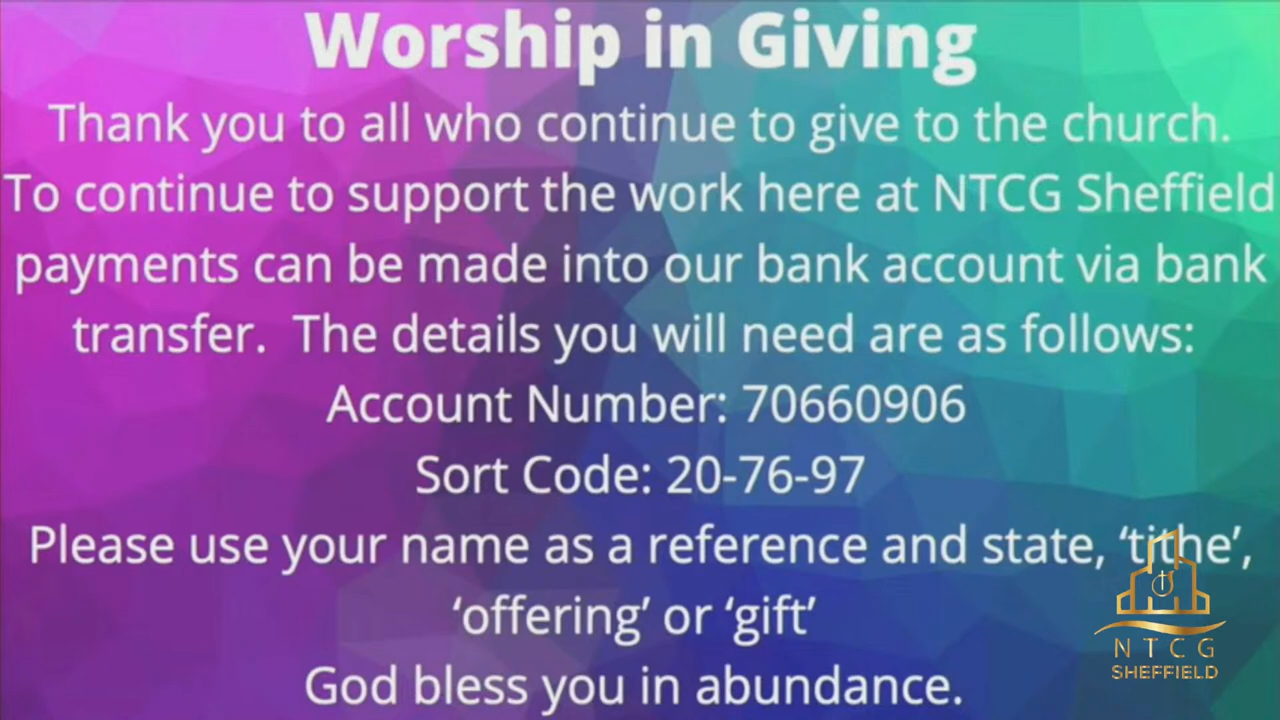 Worship in Giving
Thank you to all who continue to give to the church.
To continue to support the work here at NTCG Sheffield
payments can be made into our bank account via bank
transfer.  The details you will need are as follows:
Account Number: 70660906
Sort Code: 20-76-97
Please use your name as a reference and state, ‘tithe’,
‘offering’ or ‘gift’
God bless you in abundance.
NTCG
SHEFFIELD